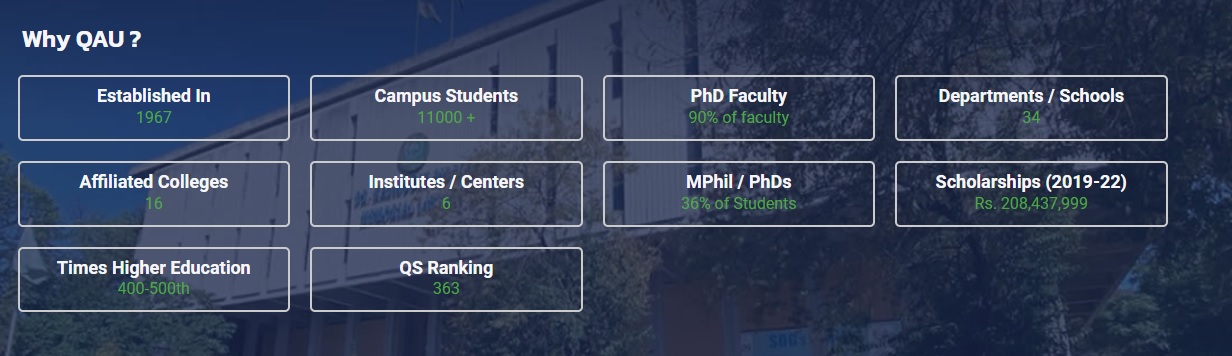 Why QAU ?
Established In
1967
Campus Students
11000 +
PhD Faculty
90% of faculty
Departments / Schools
34
Affiliated Colleges
16
Institutes / Centers
6
MPhil / PhDs
36% of Students
Scholarships (2019-22)
Rs. 208,437,999
Times Higher Education
400-500th
QS Ranking
363
SDGs